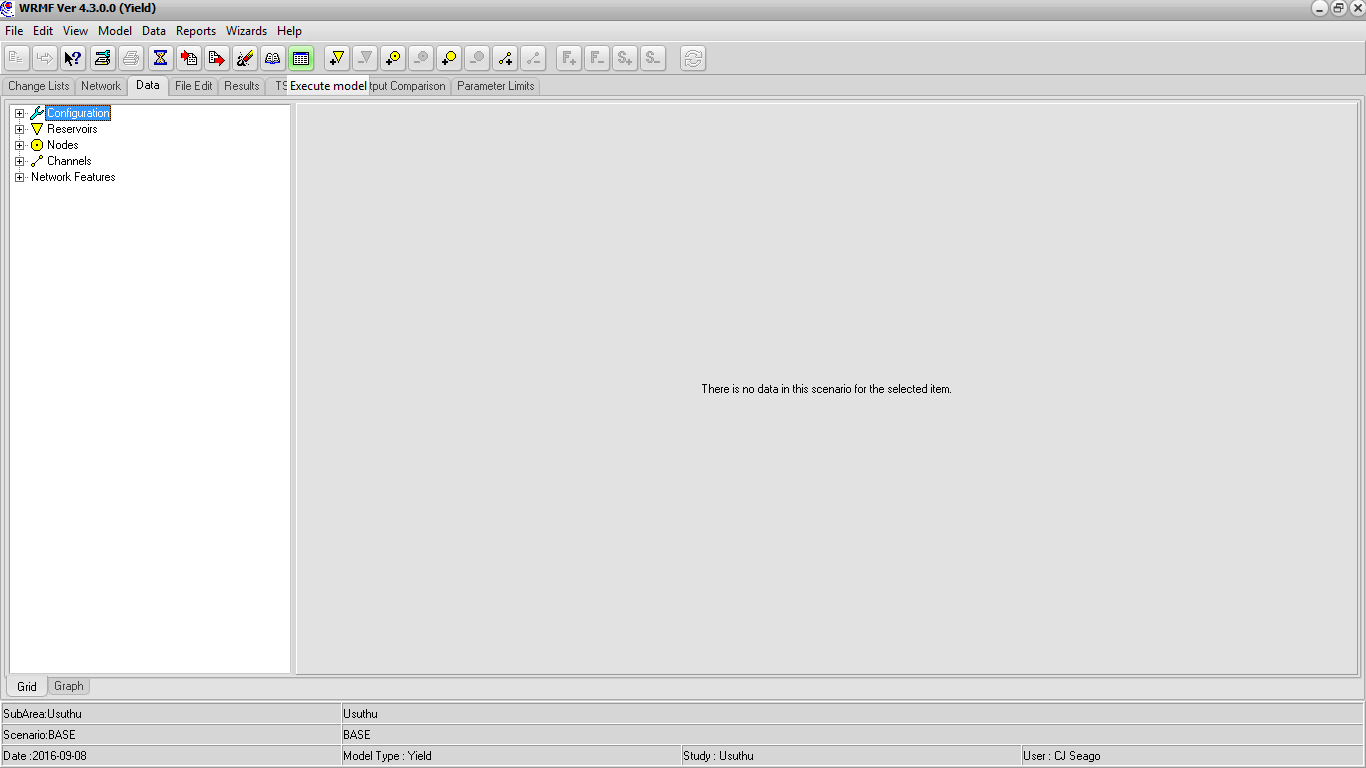 WRMF Ver 4.3.0.0 (Yield)
File Edit View Model Data Reports Wizards Help
F+ F- S+ S-
Change Lists Network Data File Edit Results TS Execute model tput Comparison Parameter Limits
Configuration
Reservoirs
Nodes
Channels
Network Features
There is no data in this scenario for the selected item.
Grid Graph
SubArea:Usuthu Usuthu
Scenario:BASE BASE
Date :2016-09-08 Model Type : Yield Study : Usuthu User : CJ Seago